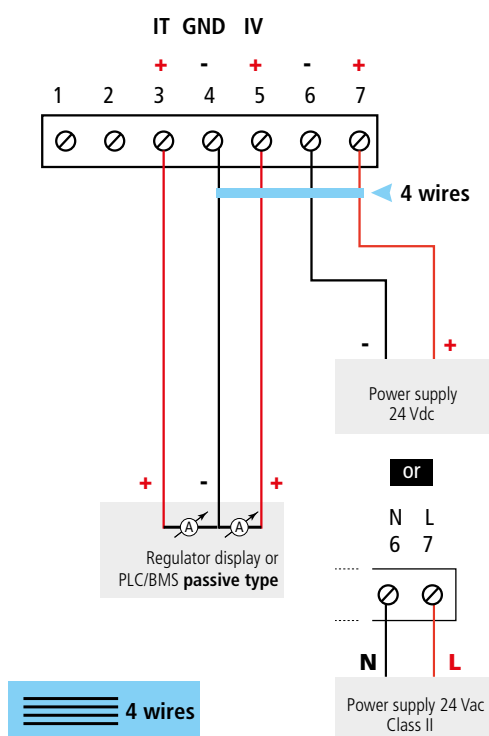 IT GND IV
+ - + - +
1 2 3 4 5 6 7
4 wires
- +
Power supply
24 Vdc
or
+ - +
A A
Regulator display or
PLC/BMS passive type
N L
6 7
N L
4 wires
Power supply 24 Vac
Class II